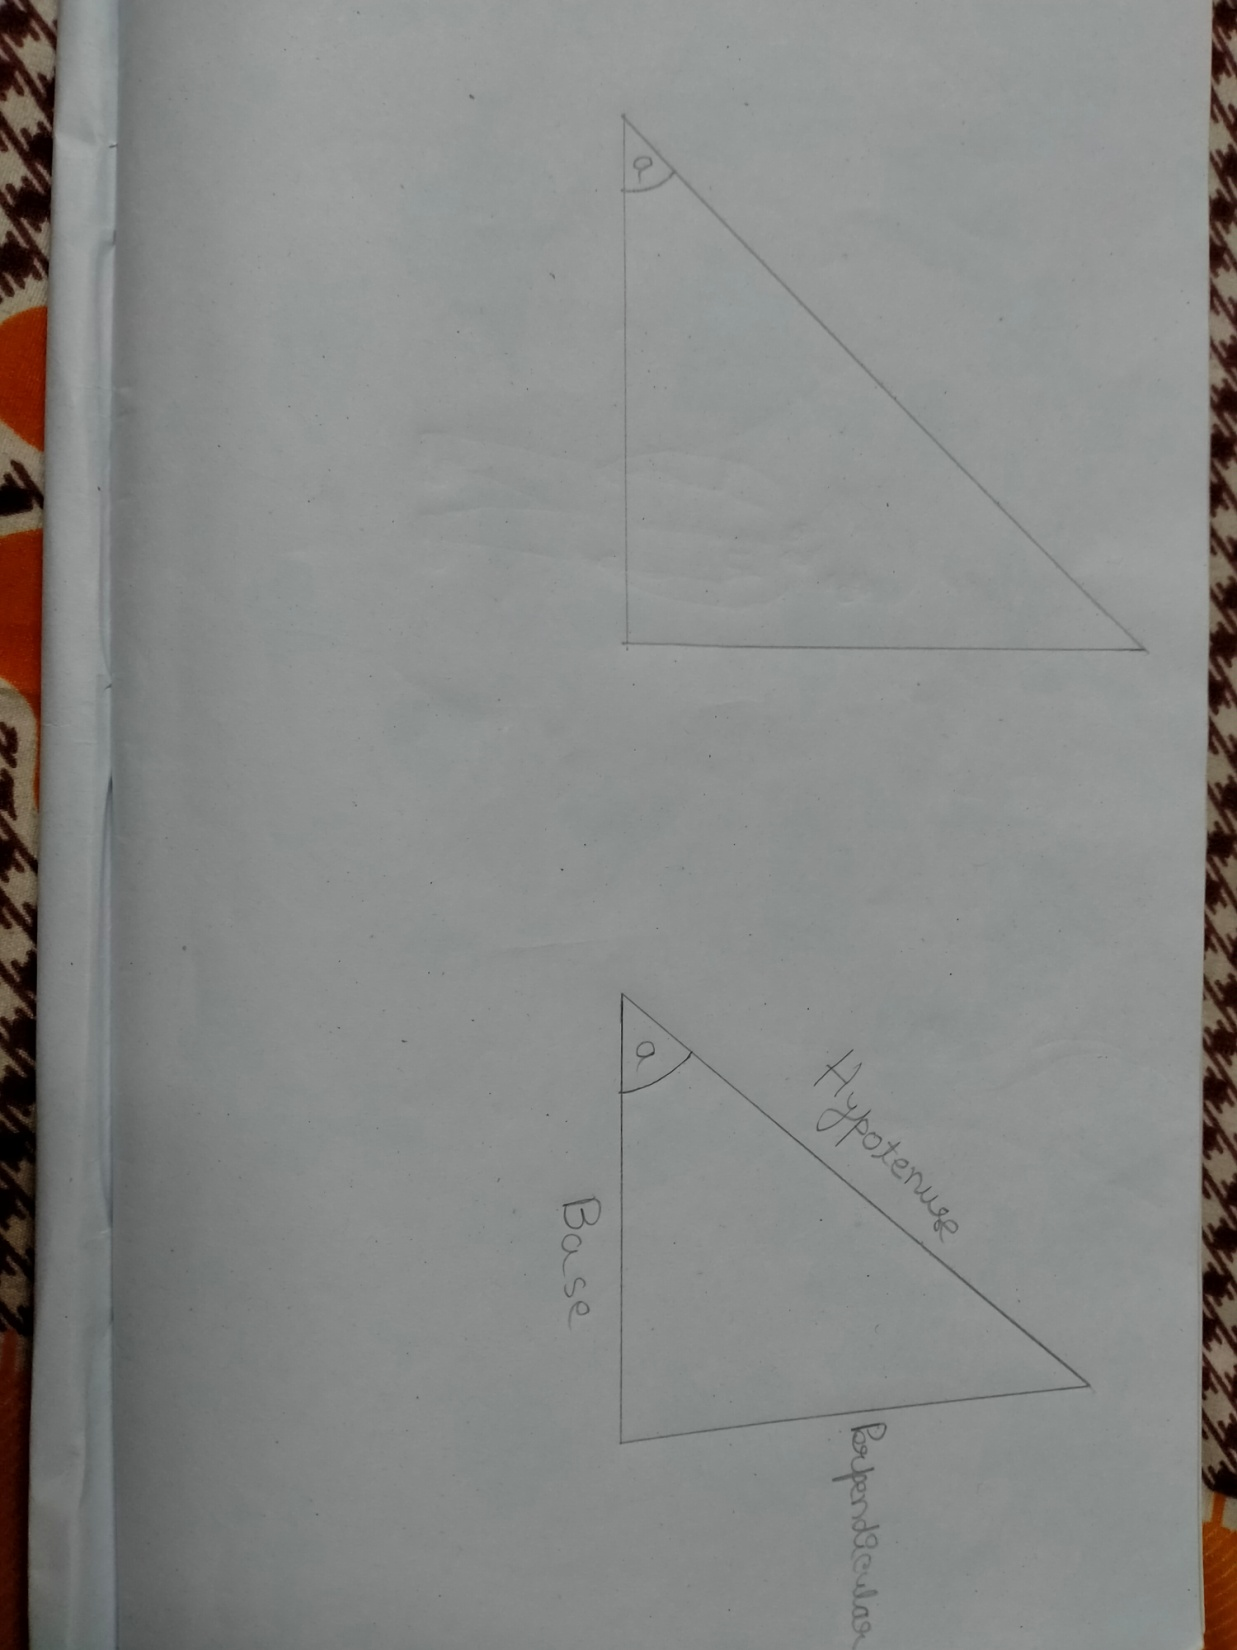 a
a
Hypotenuse
Base
Perpendicular